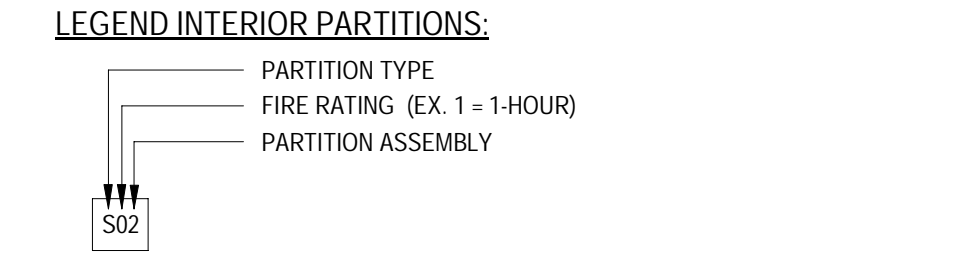 LEGEND INTERIOR PARTITIONS:
PARTITION TYPE
FIRE RATING (EX. 1 = 1-HOUR)
PARTITION ASSEMBLY
S02